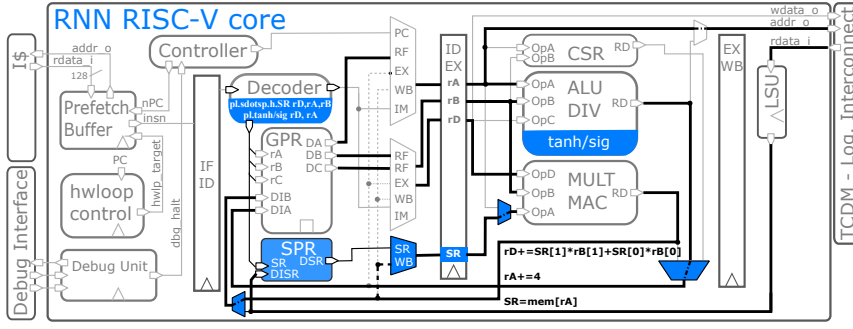 RNN RISC-V core
I$
addr_o
rdata_i
128
Prefetch
Buffer
nPC
insn
PC
hwlp_target
hwloop
control
dbg_halt
Debug Interface
Debug Unit
Controller
IF
ID
Decoder
pl.sdotsp.h.SR rD,rA,rB
pl.tanh/sig rD, rA
GPR
rA
rB
rC
DIB
DIA
DA
DB
DC
SPR
SR
DISR
DSR
PC
RF
EX
WB
IM
RF
RF
EX
WB
IM
SR
WB
ID
EX
rA
rB
rD
SR
OpA
OpB
CSR
RD
OpA
OpB
OpC
ALU
DIV
RD
tanh/sig
OpD
OpB
OpA
MULT
MAC
RD
rD+=SR[1]*rB[1]+SR[0]*rB[0]
rA+=4
SR=mem[rA]
EX
WB
LSU
wdata_o
addr_o
rdata_i
TCDM - Log. Interconnect